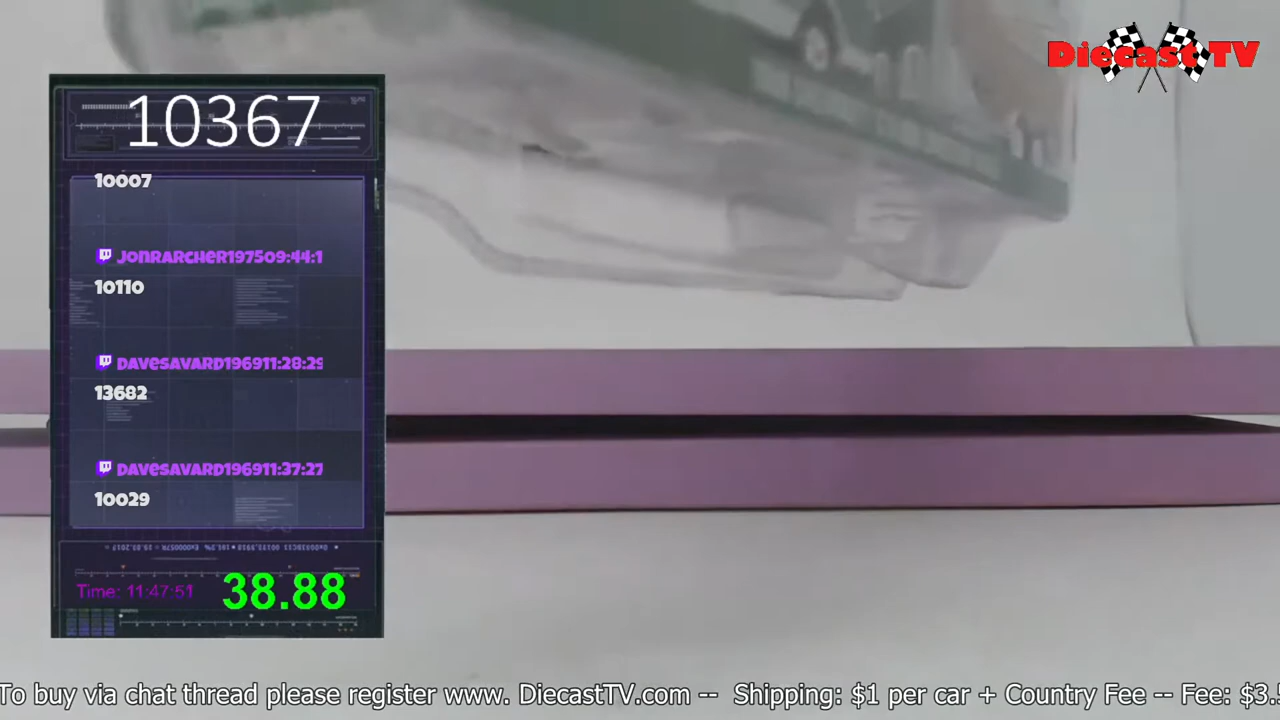 Diecast TV
10367
10007
JonRArcher197509:44:1
10110
DaveSavard196911:28:29
13682
DaveSavard196911:37:27
10029
Time: 11:47:51
38.88
To buy via chat thread please register www. DiecastTV.com -- Shipping: $1 per car + Country Fee -- Fee: $3.5